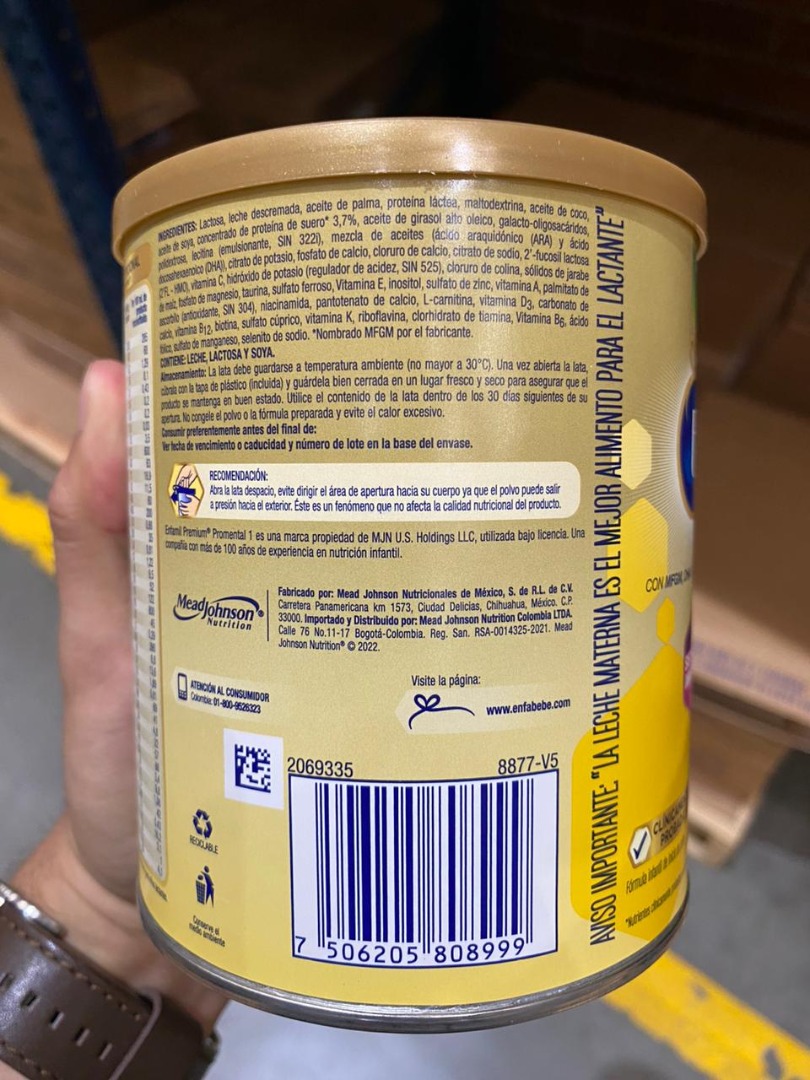 INGREDIENTES: Lactosa, leche descremada, aceite de palma, proteína láctea, maltodextrina, aceite de coco,
aceite de soya, concentrado de proteína de suero* 3,7%, aceite de girasol alto oleico, galacto-oligosacáridos,
polidextrosa, lecitina (emulsionante, SIN 322i), mezcla de aceites (ácido araquidónico (ARA) y ácido
docosahexaenoico (DHA)), citrato de potasio, fosfato de calcio, cloruro de calcio, citrato de sodio, 2'-fucosil lactosa
(2'FL - HMO), vitamina C, hidróxido de potasio (regulador de acidez, SIN 525), cloruro de colina, sólidos de jarabe
de maíz, fosfato de magnesio, taurina, sulfato ferroso, Vitamina E, inositol, sulfato de zinc, vitamina A, palmitato de
ascorbilo (antioxidante, SIN 304), niacinamida, pantotenato de calcio, L-carnitina, vitamina D3, carbonato de
calcio, vitamina B12, biotina, sulfato cúprico, vitamina K, riboflavina, clorhidrato de tiamina, Vitamina B6, ácido
fólico, sulfato de manganeso, selenito de sodio. *Nombrado MFGM por el fabricante.
CONTIENE: LECHE, LACTOSA Y SOYA.
Almacenamiento: La lata debe guardarse a temperatura ambiente (no mayor a 30°C). Una vez abierta la lata,
cúbrala con la tapa de plástico (incluida) y guárdela bien cerrada en un lugar fresco y seco para asegurar que el
producto se mantenga en buen estado. Utilice el contenido de la lata dentro de los 30 días siguientes de su
apertura. No congele el polvo o la fórmula preparada y evite el calor excesivo.
Consumir preferentemente antes del final de:
Ver fecha de vencimiento o caducidad y número de lote en la base del envase.
RECOMENDACIÓN:
Abra la lata despacio, evite dirigir el área de apertura hacia su cuerpo ya que el polvo puede salir
a presión hacia el exterior. Éste es un fenómeno que no afecta la calidad nutricional del producto.
Enfamil Premium® Promental 1 es una marca propiedad de MJN U.S. Holdings LLC, utilizada bajo licencia. Una
compañía con más de 100 años de experiencia en nutrición infantil.
MeadJohnson®
Nutrition
Fabricado por: Mead Johnson Nutricionales de México, S. de R.L. de C.V.
Carretera Panamericana km 1573, Ciudad Delicias, Chihuahua, México. C.P.
33000. Importado y Distribuido por: Mead Johnson Nutrition Colombia LTDA.
Calle 76 No.11-17 Bogotá-Colombia. Reg. San. RSA-0014325-2021. Mead
Johnson Nutrition® © 2022.
ATENCIÓN AL CONSUMIDOR
Colombia: 01-800-9526323
Visite la página:
www.enfabebe.com
2069335
8877-V5
7 506205 808999
RECICLABLE
Conserve el
medio ambiente
AVISO IMPORTANTE: "LA LECHE MATERNA ES EL MEJOR ALIMENTO PARA EL LACTANTE"
CON MFGM,